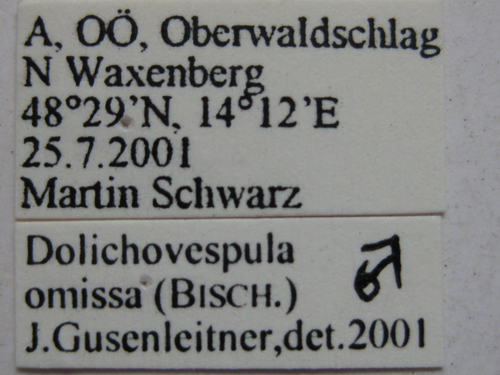 A, OÖ, Oberwaldschlag
N Waxenberg
48°29'N, 14°12'E
25.7.2001
Martin Schwarz
Dolichovespula ♂
omissa (BISCH.)
J.Gusenleitner,det.2001